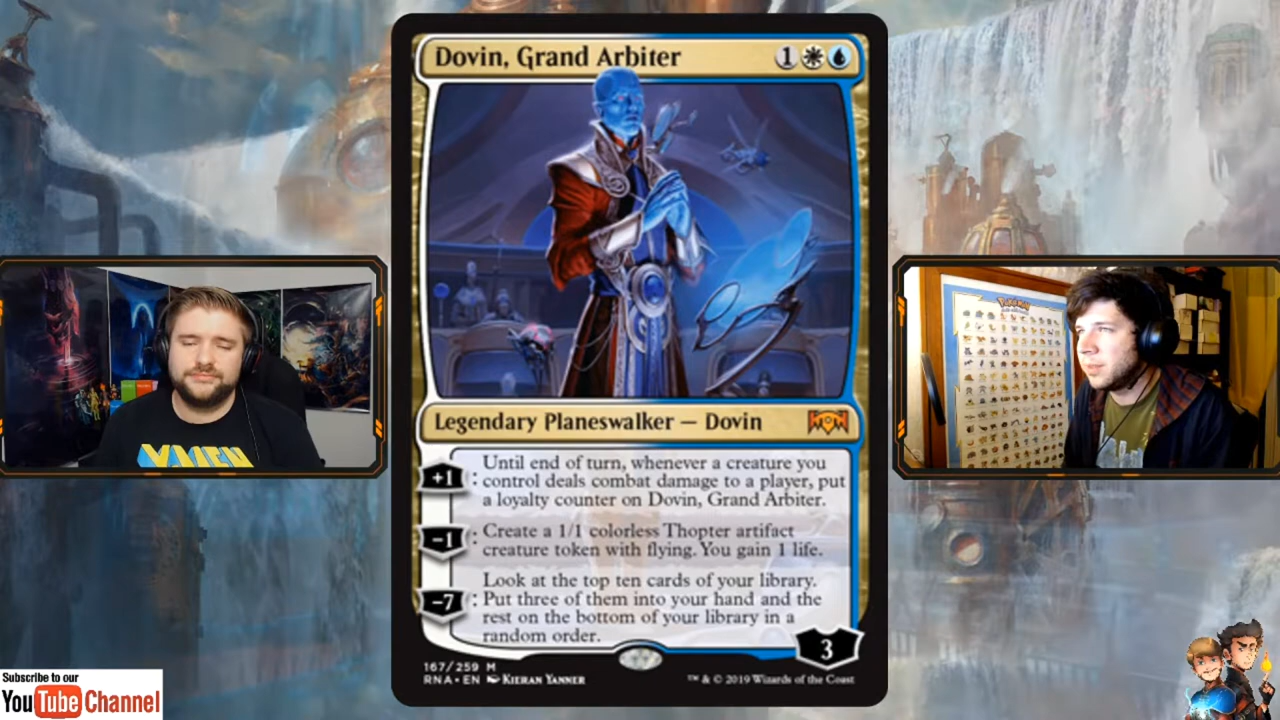 Dovin, Grand Arbiter
1
Legendary Planeswalker — Dovin
+1: Until end of turn, whenever a creature you
control deals combat damage to a player, put
a loyalty counter on Dovin, Grand Arbiter.
−1: Create a 1/1 colorless Thopter artifact
creature token with flying. You gain 1 life.
−7: Look at the top ten cards of your library.
Put three of them into your hand and the
rest on the bottom of your library in a
random order.
3
167/259 M
RNA • EN Kieran Yanner
™ & © 2019 Wizards of the Coast
POKÉMON
Subscribe to our
YouTube Channel